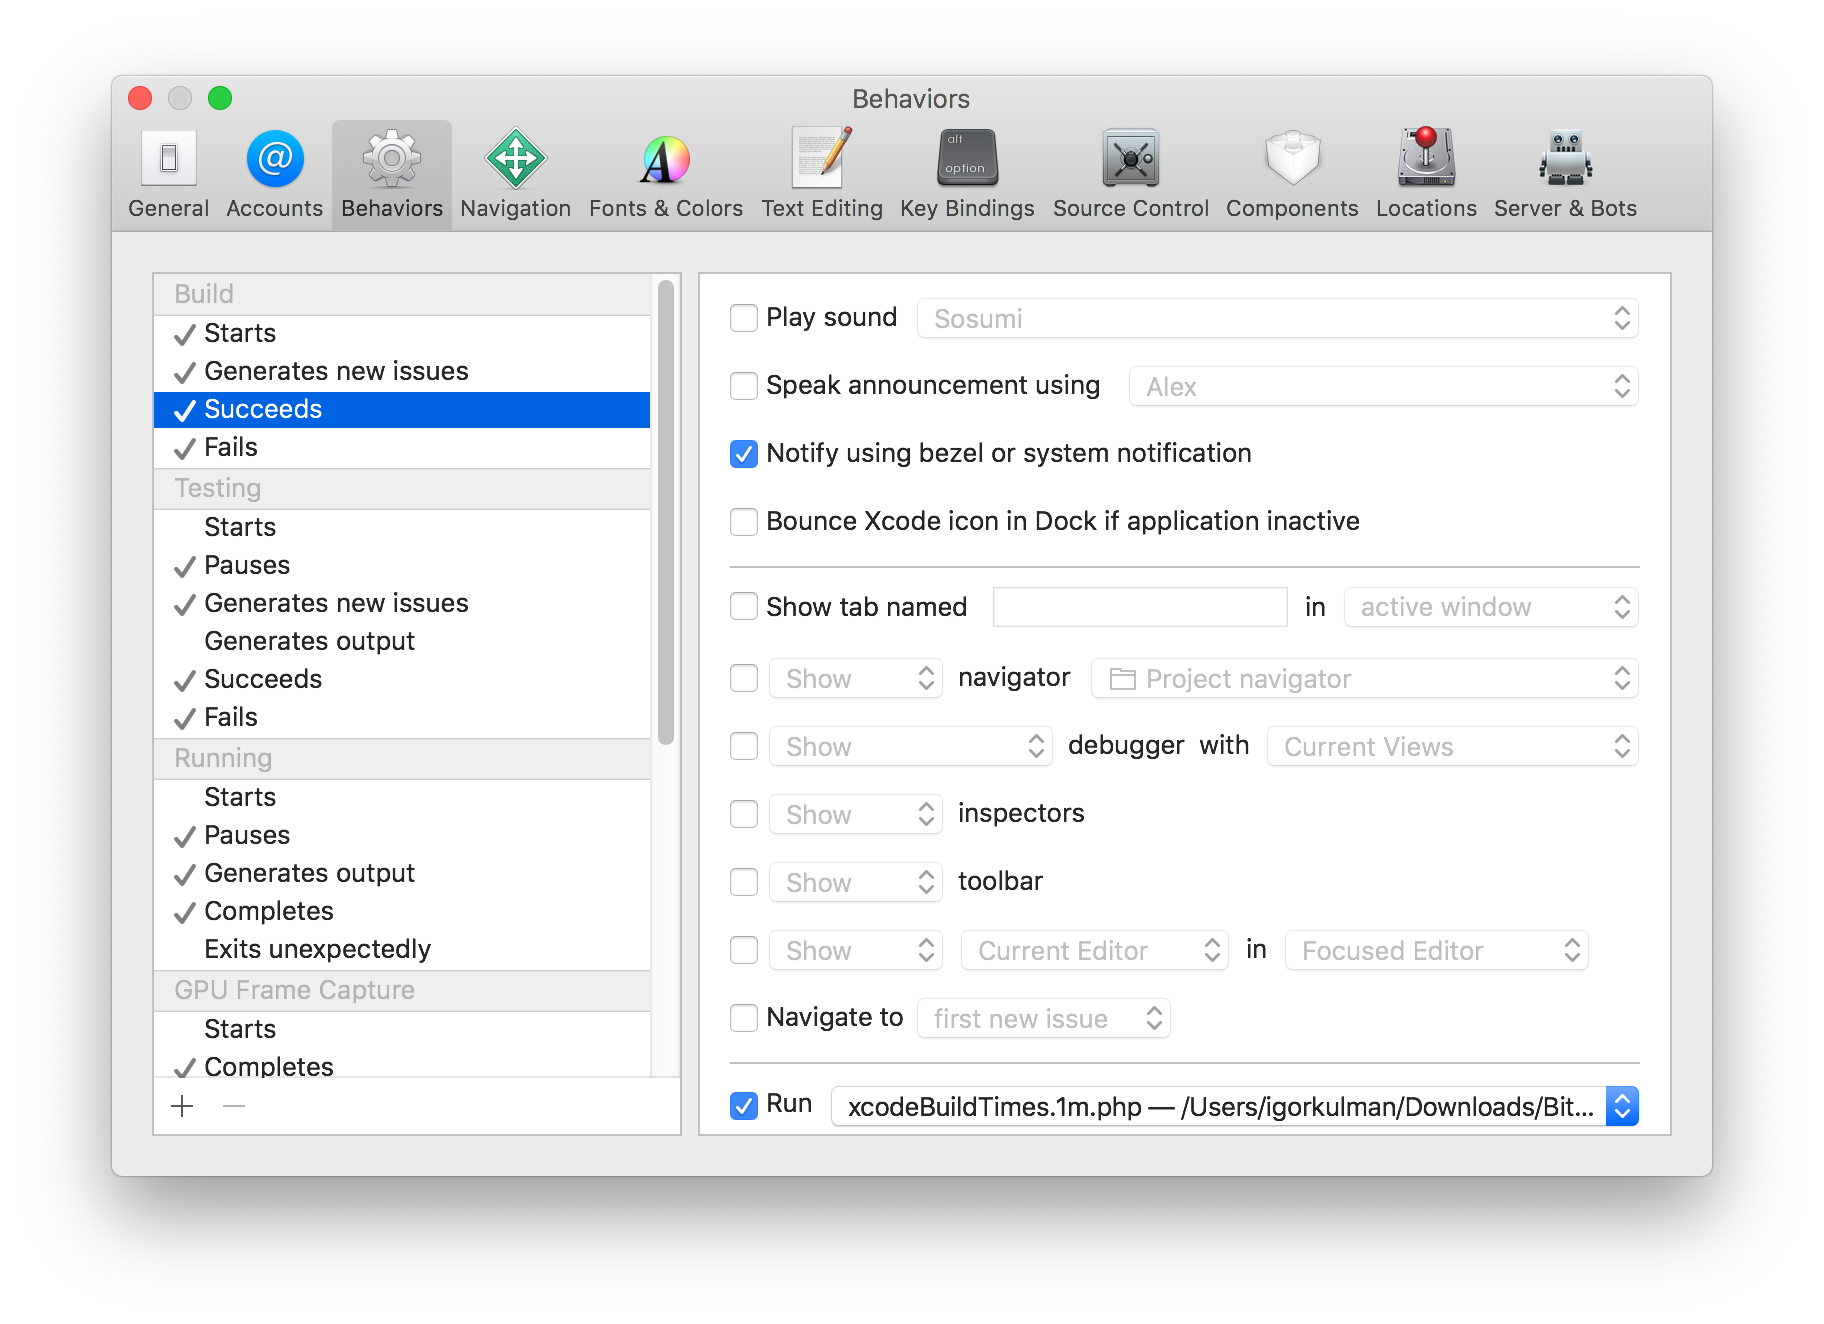 Behaviors
@
alt
option
A
General Accounts Behaviors Navigation Fonts & Colors Text Editing Key Bindings Source Control Components Locations Server & Bots
Build
Starts
Generates new issues
Succeeds
Fails
Testing
Starts
Pauses
Generates new issues
Generates output
Succeeds
Fails
Running
Starts
Pauses
Generates output
Completes
Exits unexpectedly
GPU Frame Capture
Starts
Completes
Play sound Sosumi
Speak announcement using Alex
Notify using bezel or system notification
Bounce Xcode icon in Dock if application inactive
Show tab named in active window
Show navigator Project navigator
Show debugger with Current Views
Show inspectors
Show toolbar
Show Current Editor in Focused Editor
Navigate to first new issue
Run xcodeBuildTimes.1m.php — /Users/igorkulman/Downloads/Bit...